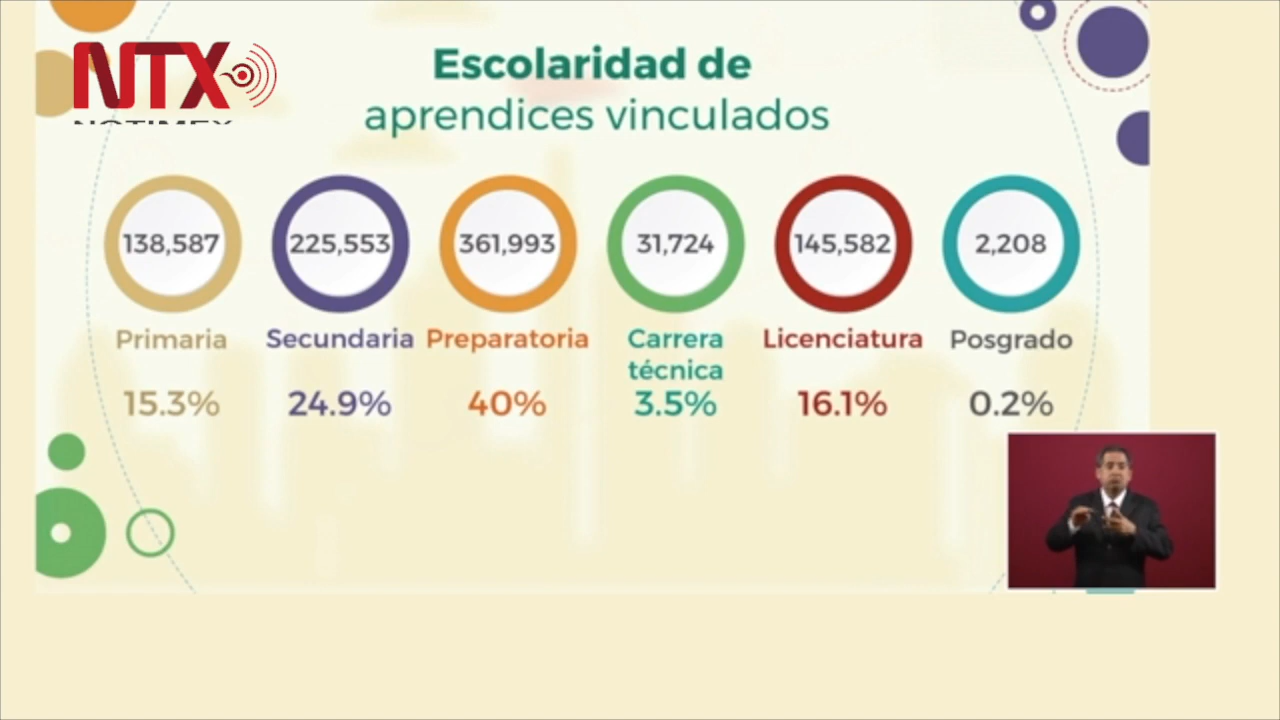 NTX
NOTIMEX
Escolaridad de
aprendices vinculados
138,587 225,553 361,993 31,724 145,582 2,208
Primaria Secundaria Preparatoria Carrera técnica Licenciatura Posgrado
15.3% 24.9% 40% 3.5% 16.1% 0.2%